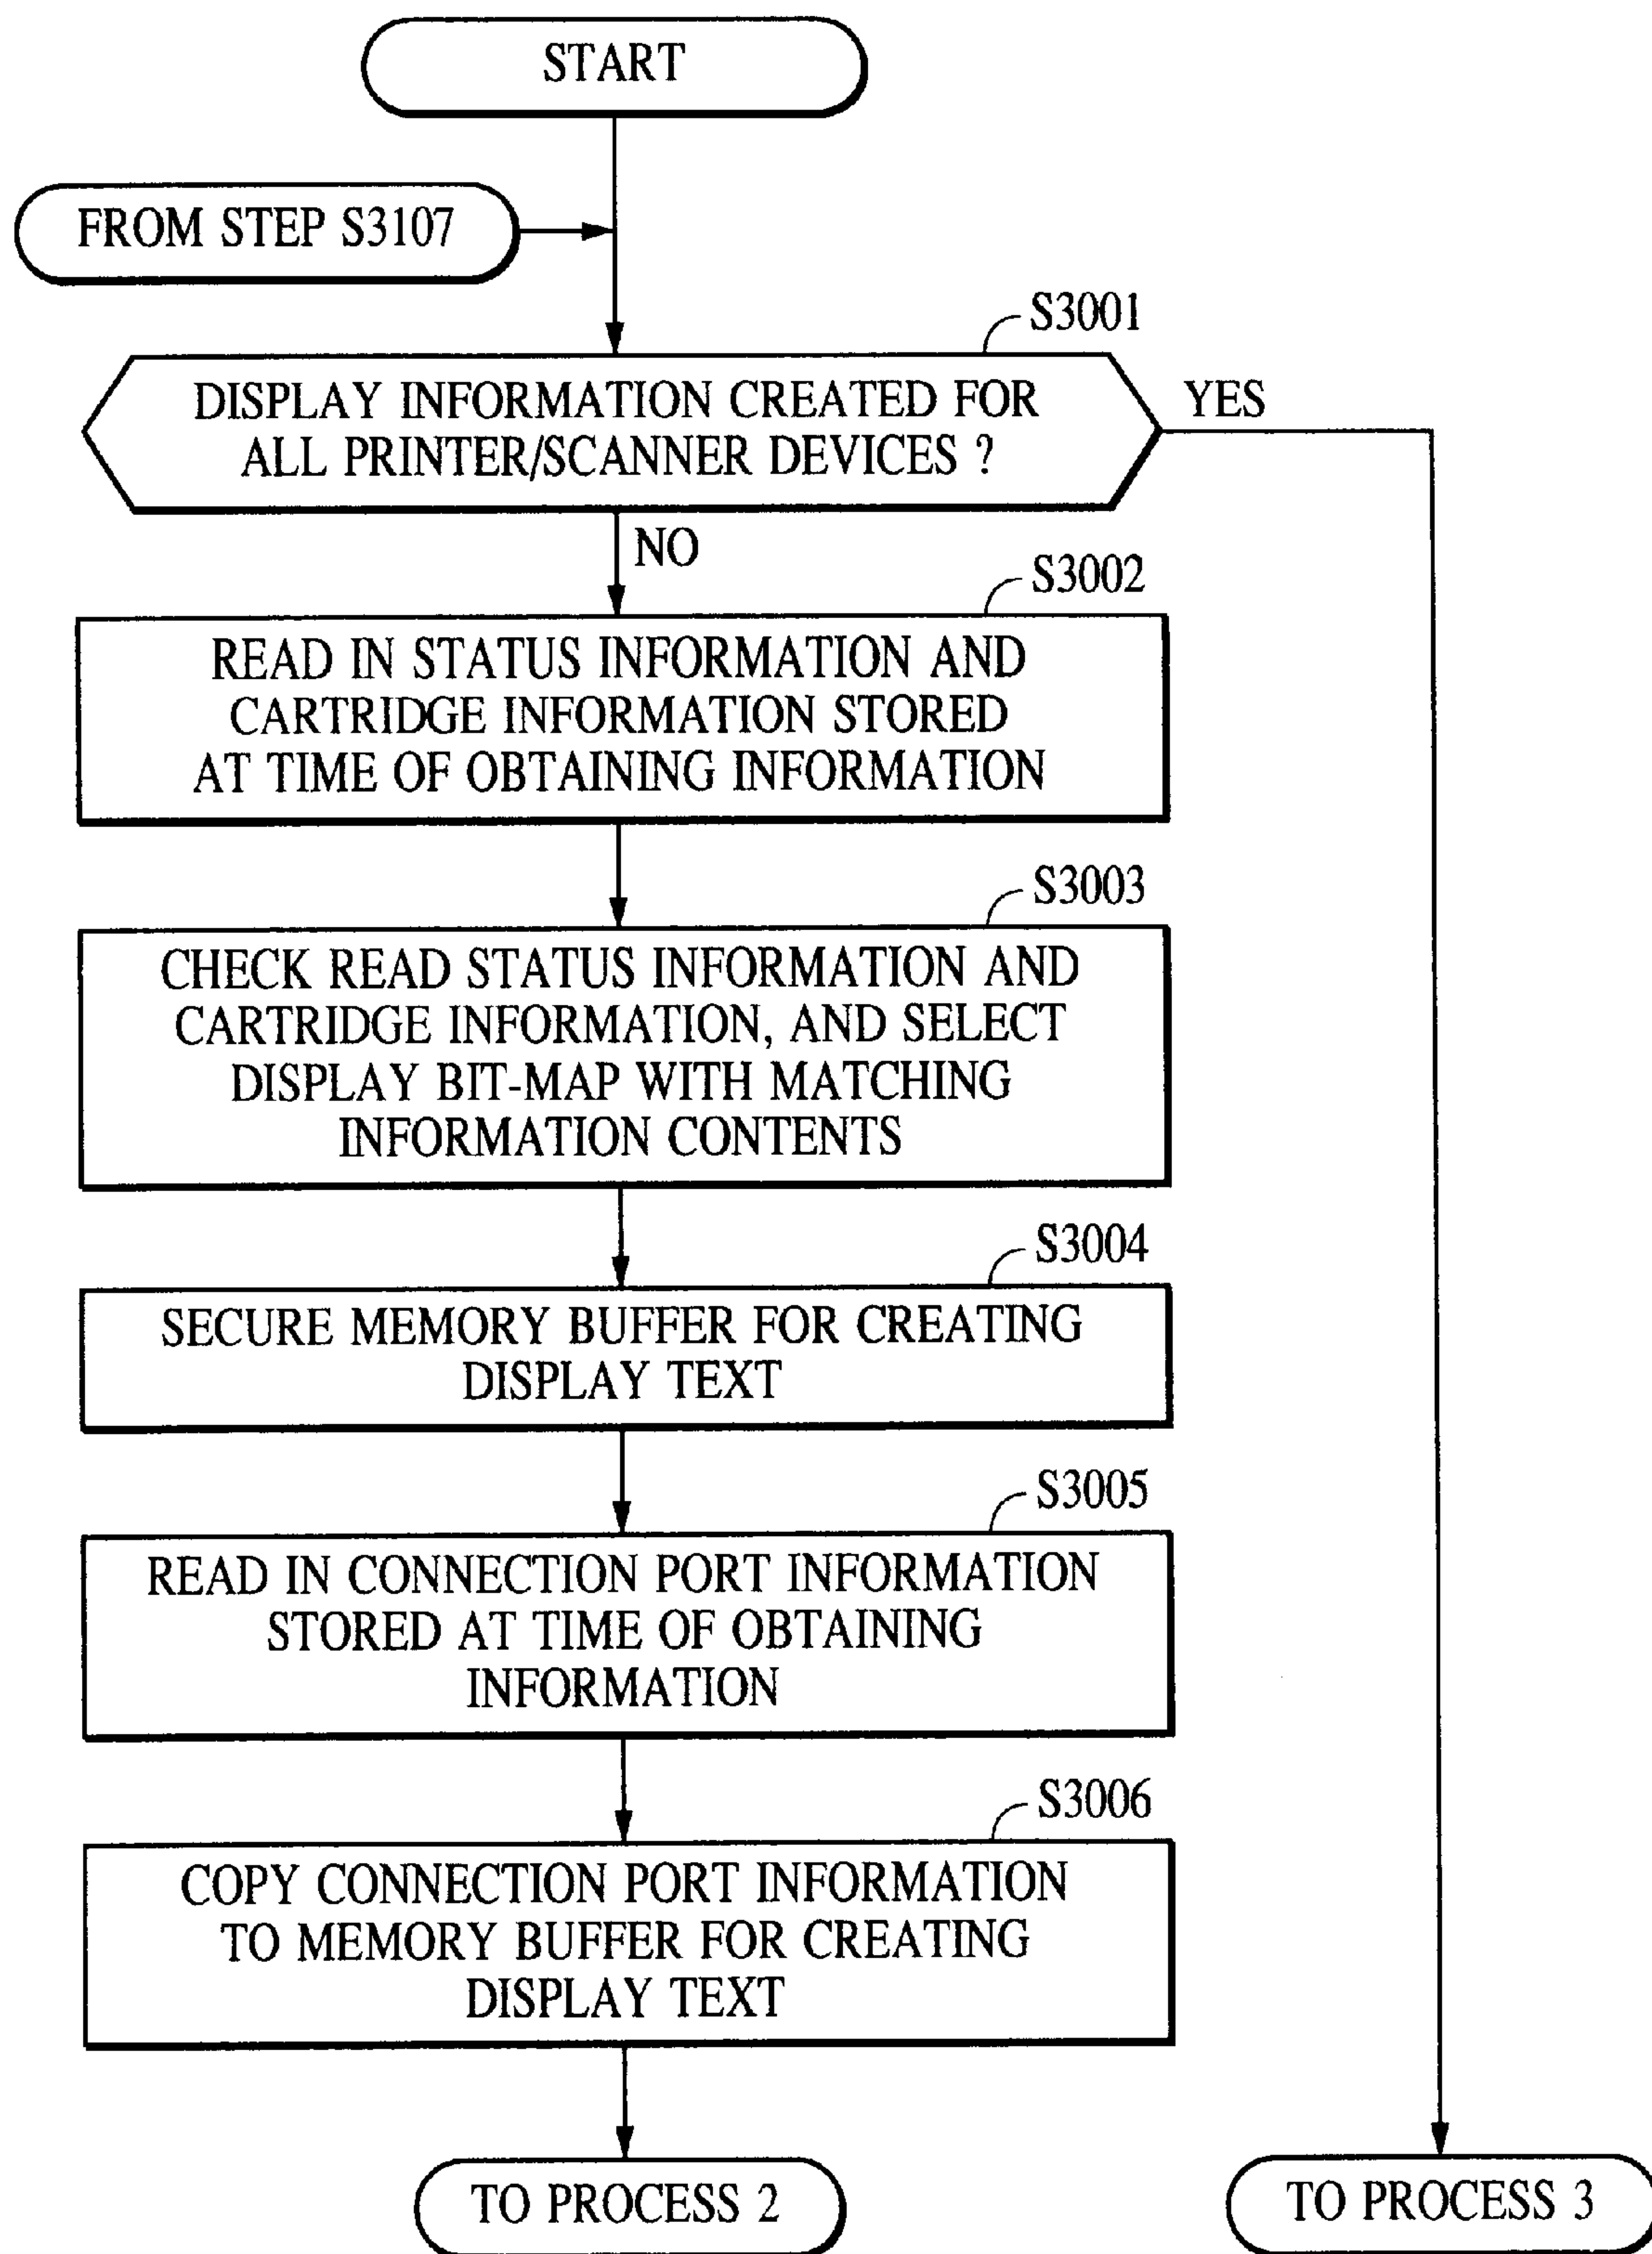 START
FROM STEP S3107
S3001
DISPLAY INFORMATION CREATED FOR
ALL PRINTER/SCANNER DEVICES ?
YES
NO
S3002
READ IN STATUS INFORMATION AND
CARTRIDGE INFORMATION STORED
AT TIME OF OBTAINING INFORMATION
S3003
CHECK READ STATUS INFORMATION AND
CARTRIDGE INFORMATION, AND SELECT
DISPLAY BIT-MAP WITH MATCHING
INFORMATION CONTENTS
S3004
SECURE MEMORY BUFFER FOR CREATING
DISPLAY TEXT
S3005
READ IN CONNECTION PORT INFORMATION
STORED AT TIME OF OBTAINING
INFORMATION
S3006
COPY CONNECTION PORT INFORMATION
TO MEMORY BUFFER FOR CREATING
DISPLAY TEXT
TO PROCESS 2
TO PROCESS 3